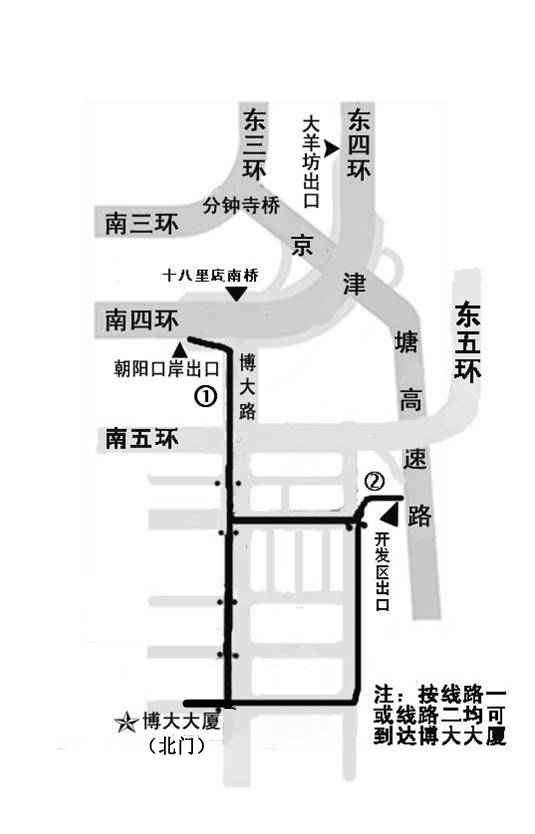 东三环
大羊坊出口
东四环
南三环
分钟寺桥
京津塘高速路
十八里店南桥
南四环
东五环
朝阳口岸出口
博大路
①
南五环
②
开发区出口
博大大厦
（北门）
注：按线路一
或线路二均可
到达博大大厦